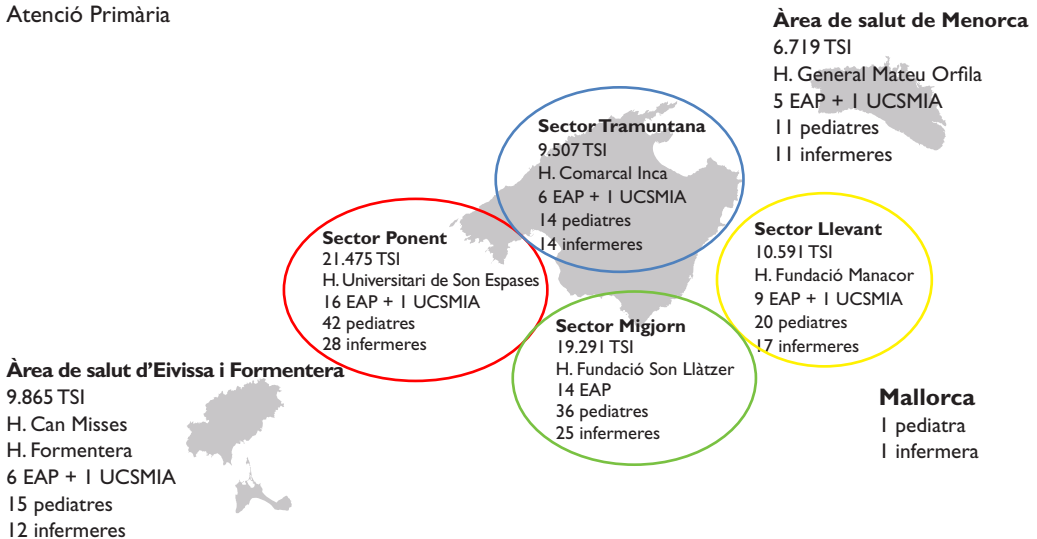 Atenció Primària
Àrea de salut de Menorca
6.719 TSI
H. General Mateu Orfila
5 EAP + 1 UCSMIA
11 pediatres
11 infermeres
Sector Tramuntana
9.507 TSI
H. Comarcal Inca
6 EAP + 1 UCSMIA
14 pediatres
14 infermeres
Sector Ponent
21.475 TSI
H. Universitari de Son Espases
16 EAP + 1 UCSMIA
42 pediatres
28 infermeres
Sector Llevant
10.591 TSI
H. Fundació Manacor
9 EAP + 1 UCSMIA
20 pediatres
17 infermeres
Sector Migjorn
19.291 TSI
H. Fundació Son Llàtzer
14 EAP
36 pediatres
25 infermeres
Àrea de salut d'Eivissa i Formentera
9.865 TSI
H. Can Misses
H. Formentera
6 EAP + 1 UCSMIA
15 pediatres
12 infermeres
Mallorca
1 pediatra
1 infermera